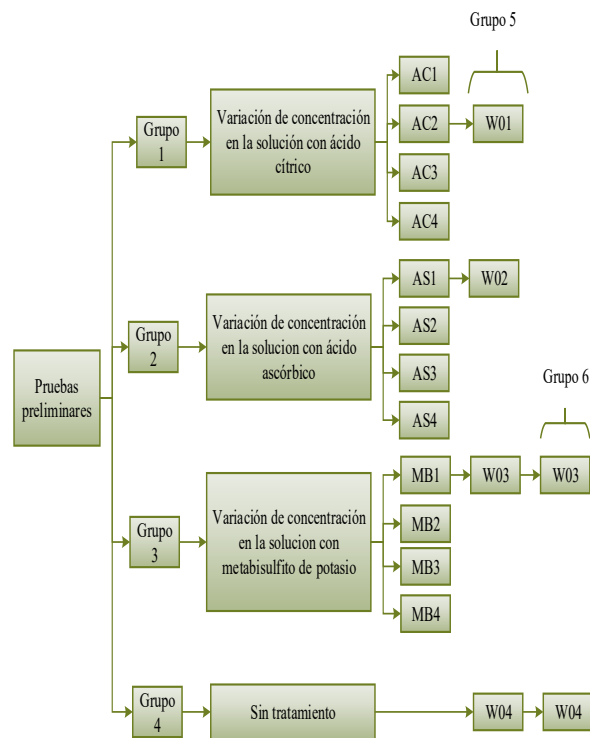 Grupo 5
AC1
Grupo
1
Variación de concentración
en la solución con ácido
cítrico
AC2
W01
AC3
AC4
AS1
W02
Grupo
2
Variación de concentración
en la solucion con ácido
ascórbico
AS2
AS3
AS4
Pruebas
preliminares
Grupo 6
MB1
W03
W03
Grupo
3
Variación de concentración
en la solucion con
metabisulfito de potasio
MB2
MB3
MB4
Grupo
4
Sin tratamiento
W04
W04